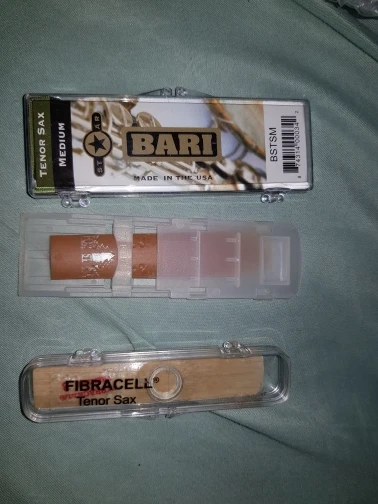 TENOR SAX
MEDIUM
STAR
BARI
MADE IN THE USA
BSTSM
FIBRACELL®
Tenor Sax